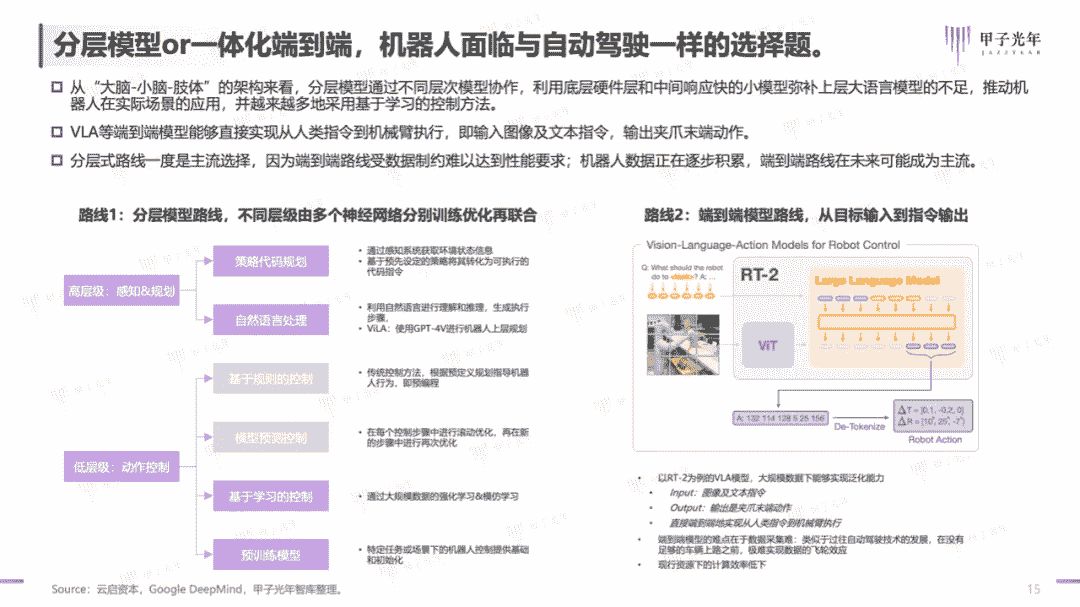 分层模型or一体化端到端，机器人面临与自动驾驶一样的选择题。
甲子光年
JAZZYEAR
从“大脑-小脑-肢体”的架构来看，分层模型通过不同层次模型协作，利用底层硬件层和中间响应快的小模型弥补上层大语言模型的不足，推动机
器人在实际场景的应用，并越来越多地采用基于学习的控制方法。
VLA等端到端模型能够直接实现从人类指令到机械臂执行，即输入图像及文本指令，输出夹爪末端动作。
分层式路线一度是主流选择，因为端到端路线受数据制约难以达到性能要求；机器人数据正在逐步积累，端到端路线在未来可能成为主流。
路线1：分层模型路线，不同层级由多个神经网络分别训练优化再联合
高层级：感知&规划
策略代码规划
• 通过感知系统获取环境状态信息
• 基于预先设定的策略将其转化为可执行的
代码指令
自然语言处理
• 利用自然语言进行理解和推理，生成执行
步骤，
• ViLA：使用GPT-4V进行机器人上层规划
低层级：动作控制
基于规则的控制
• 传统控制方法，根据预定义规划指导机器
人行为，即预编程
模型预测控制
• 在每个控制步骤中进行滚动优化，再在新
的步骤中进行再次优化
基于学习的控制
• 通过大规模数据的强化学习&模仿学习
预训练模型
• 特定任务或场景下的机器人控制提供基础
和初始化
路线2：端到端模型路线，从目标输入到指令输出
Vision-Language-Action Models for Robot Control
Q: What should the robot
do to <task>? A: ...
RT-2
Large Language Model
ViT
A: 132 114 128 5 25 156
De-Tokenize
ΔT = [0.1, -0.2, 0]
ΔR = [10°, 25°, -7°]
Robot Action
• 以RT-2为例的VLA模型，大规模数据下能够实现泛化能力
• Input：图像及文本指令
• Output：输出是夹爪末端动作
• 直接端到端地实现从人类指令到机械臂执行
• 端到端模型的难点在于数据采集难：类似于过往自动驾驶技术的发展，在没有
足够的车辆上路之前，极难实现数据的飞轮效应
• 现行资源下的计算效率低下
Source：云启资本，Google DeepMind，甲子光年智库整理。
15